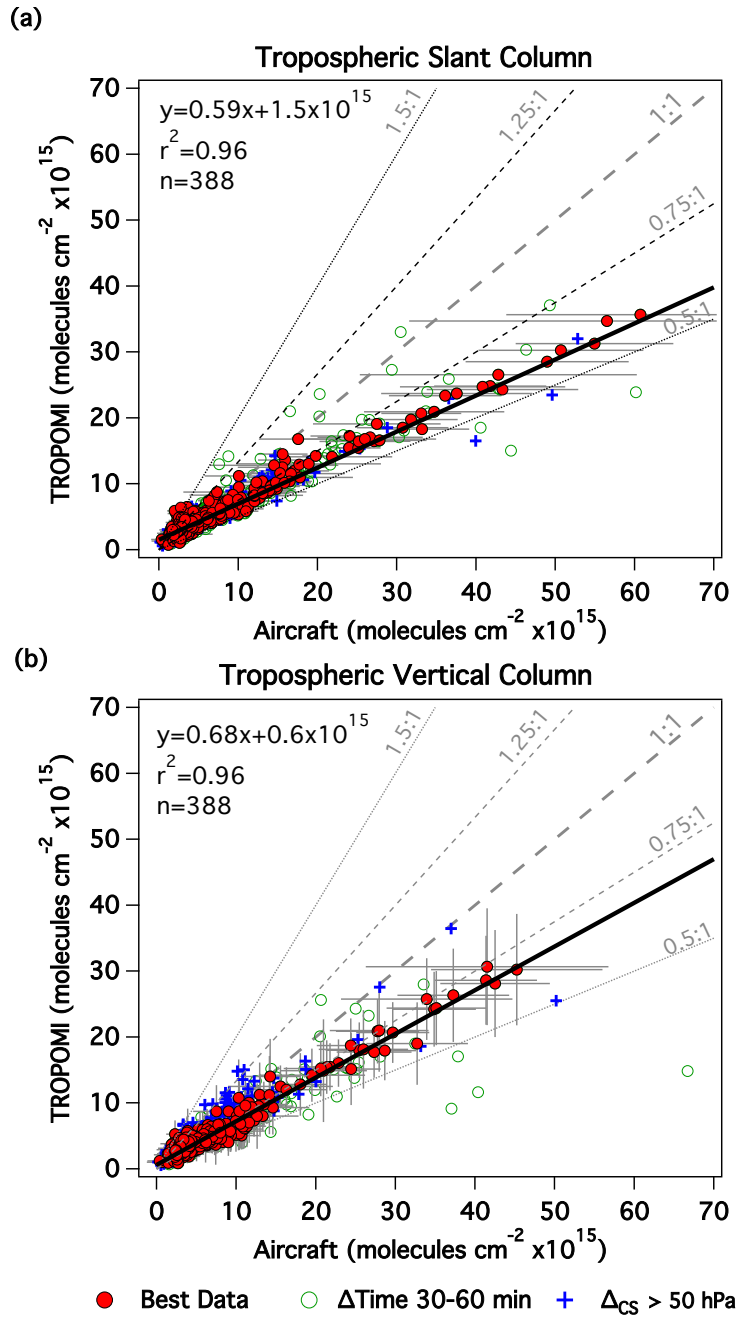 (a)
Tropospheric Slant Column
y=0.59x+1.5x10^15
r^2=0.96
n=388
1.5:1
1.25:1
1:1
0.75:1
0.5:1
70
60
50
40
30
20
10
0
TROPOMI (molecules cm^-2 x10^15)
0 10 20 30 40 50 60 70
Aircraft (molecules cm^-2 x10^15)
(b)
Tropospheric Vertical Column
y=0.68x+0.6x10^15
r^2=0.96
n=388
1.5:1
1.25:1
1:1
0.75:1
0.5:1
70
60
50
40
30
20
10
0
TROPOMI (molecules cm^-2 x10^15)
0 10 20 30 40 50 60 70
Aircraft (molecules cm^-2 x10^15)
Best Data ΔTime 30-60 min Δ_CS > 50 hPa